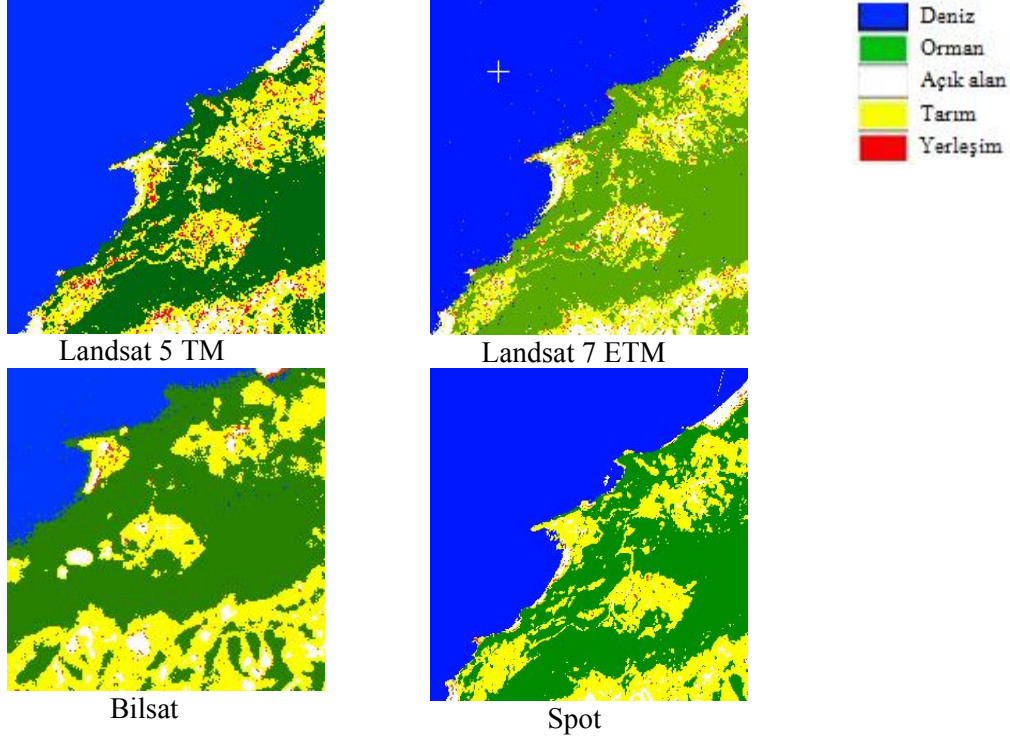 Deniz
Orman
Açık alan
Tarım
Yerleşim
Landsat 5 TM
Landsat 7 ETM
Bilsat
Spot